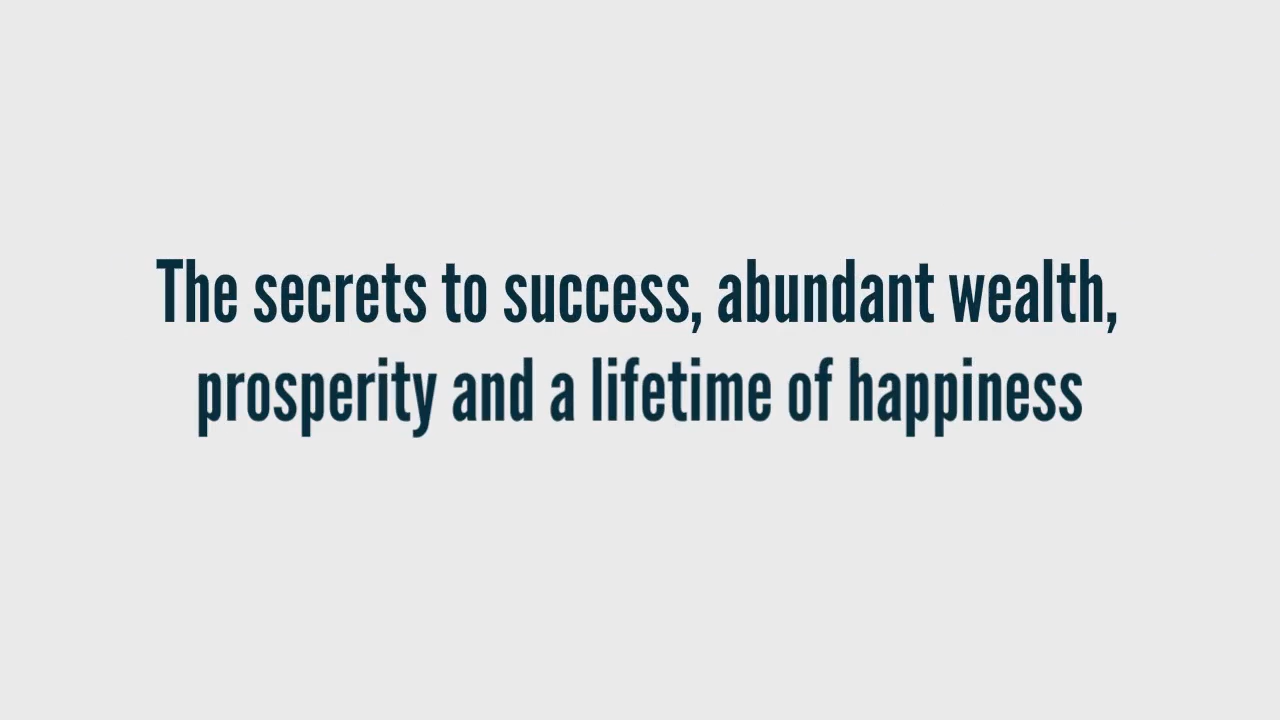 The secrets to success, abundant wealth,
prosperity and a lifetime of happiness